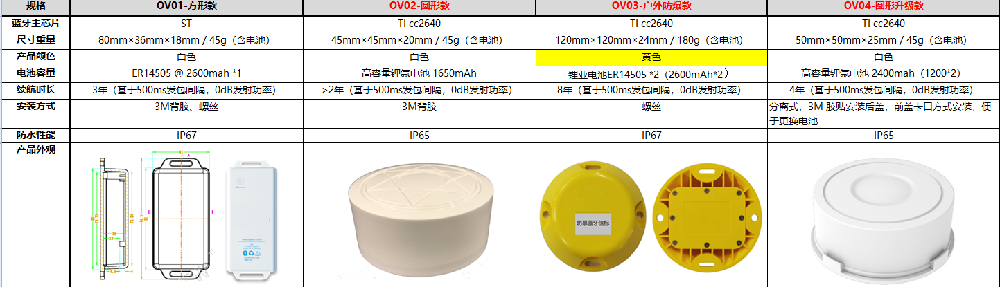 规格 OV01-方形款 OV02-圆形款 OV03-户外防爆款 OV04-圆形升级款
蓝牙主芯片 ST TI cc2640 TI cc2640 TI cc2640
尺寸重量 80mm×36mm×18mm / 45g（含电池） 45mm×45mm×20mm / 45g（含电池） 120mm×120mm×24mm / 180g（含电池） 50mm×50mm×25mm / 45g（含电池）
产品颜色 白色 白色 黄色 白色
电池容量 ER14505 @ 2600mah *1 高容量锂氩电池 1650mAh 锂亚电池ER14505 *2（2600mAh*2） 高容量锂氩电池 2400mah（1200*2）
续航时长 3年（基于500ms发包间隔，0dB发射功率） >2年（基于500ms发包间隔，0dB发射功率） 8年（基于500ms发包间隔，0dB发射功率） 4年（基于500ms发包间隔，0dB发射功率）
安装方式 3M背胶、螺丝 3M背胶 螺丝 分离式，3M 胶贴安装后盖，前盖卡口方式安装，便
于更换电池
防水性能 IP67 IP65 IP67 IP65
产品外观
防暴蓝牙信标